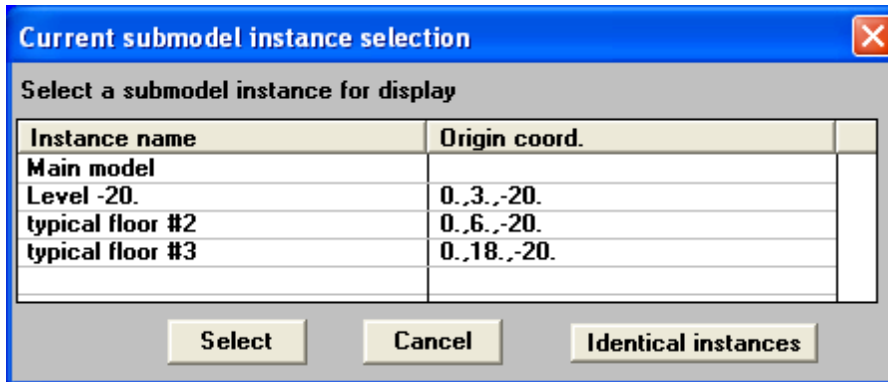 Current submodel instance selection
Select a submodel instance for display
Instance name Origin coord.
Main model
Level -20. 0.,3.,-20.
typical floor #2 0.,6.,-20.
typical floor #3 0.,18.,-20.
Select Cancel Identical instances